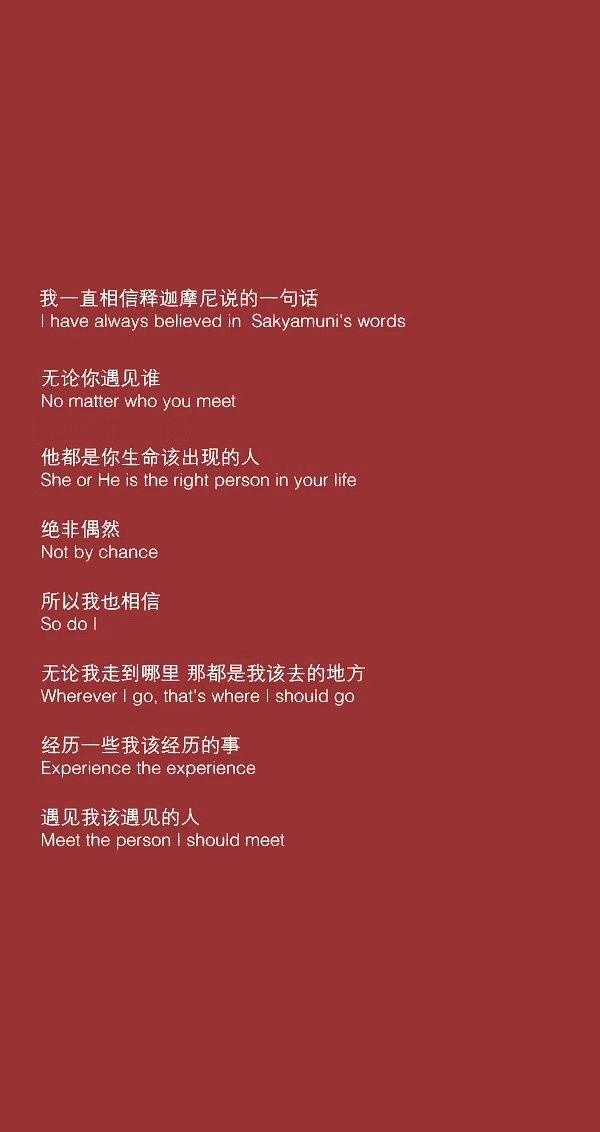 我一直相信释迦摩尼说的一句话
I have always believed in  Sakyamuni's words
无论你遇见谁
No matter who you meet
他都是你生命该出现的人
She or He is the right person in your life
绝非偶然
Not by chance
所以我也相信
So do I
无论我走到哪里 那都是我该去的地方
Wherever I go, that's where I should go
经历一些我该经历的事
Experience the experience
遇见我该遇见的人
Meet the person I should meet